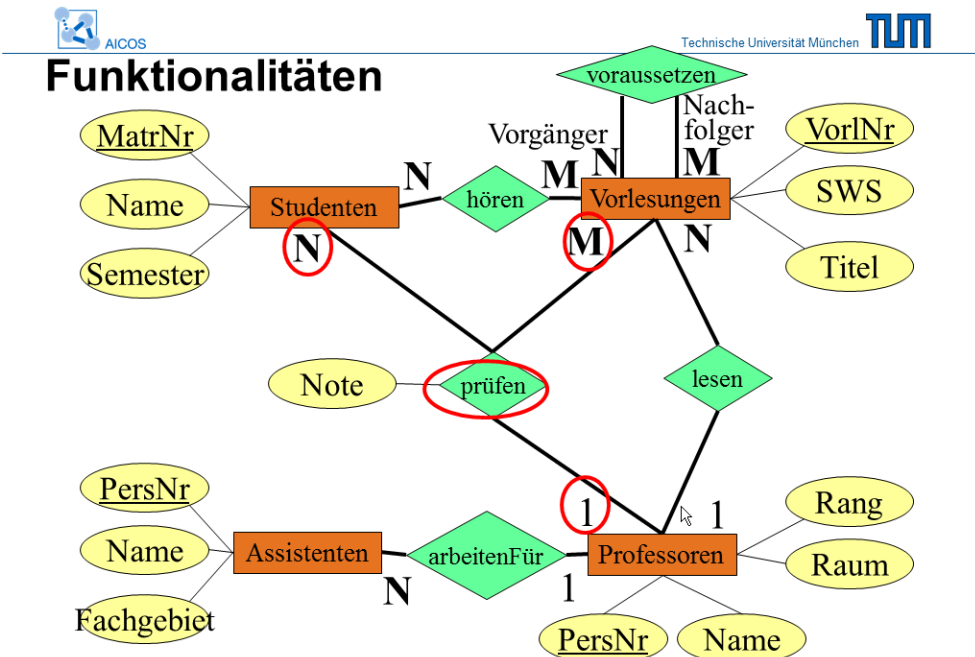 AICOS
Technische Universität München
TUM
Funktionalitäten
voraussetzen
MatrNr
Vorgänger
Nach-
folger
VorlNr
N
M
N
M
Name
Studenten
hören
Vorlesungen
SWS
N
M
N
Semester
Titel
Note
prüfen
lesen
PersNr
1
1
Rang
Name
Assistenten
arbeitenFür
Professoren
Raum
N
1
Fachgebiet
PersNr
Name